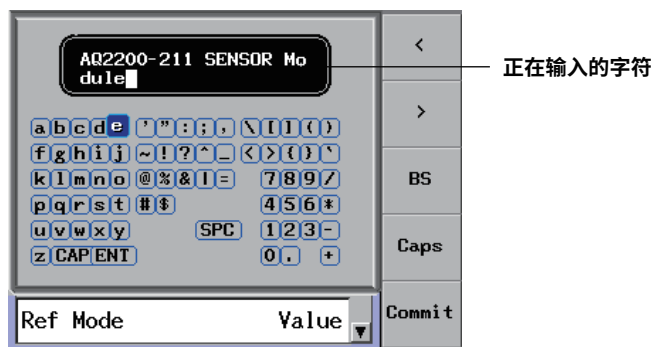 AQ2200-211 SENSOR Mo
dule
正在输入的字符
<
>
BS
Caps
Commit
a b c d e ' " : ; , \ [ ] ( )
f g h i j ~ ! ? ^ _ < > { } `
k l m n o @ % & | = 7 8 9 /
p q r s t # $ 4 5 6 *
u v w x y SPC 1 2 3 -
z CAP ENT 0 . +
Ref Mode Value